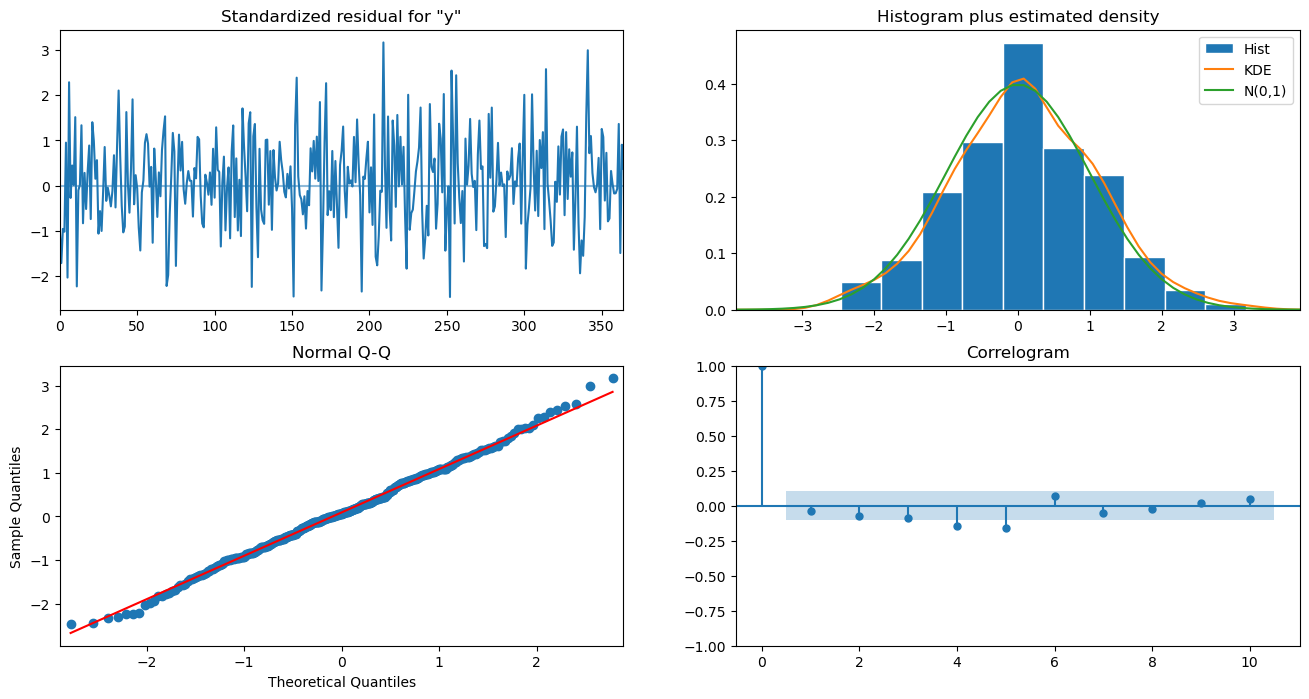 Standardized residual for "y"
3
2
1
0
−1
−2
0 50 100 150 200 250 300 350
Histogram plus estimated density
Hist
KDE
N(0,1)
0.4
0.3
0.2
0.1
0.0
−3 −2 −1 0 1 2 3
Normal Q-Q
Sample Quantiles
3
2
1
0
−1
−2
−2 −1 0 1 2
Theoretical Quantiles
Correlogram
1.00
0.75
0.50
0.25
0.00
−0.25
−0.50
−0.75
−1.00
0 2 4 6 8 10